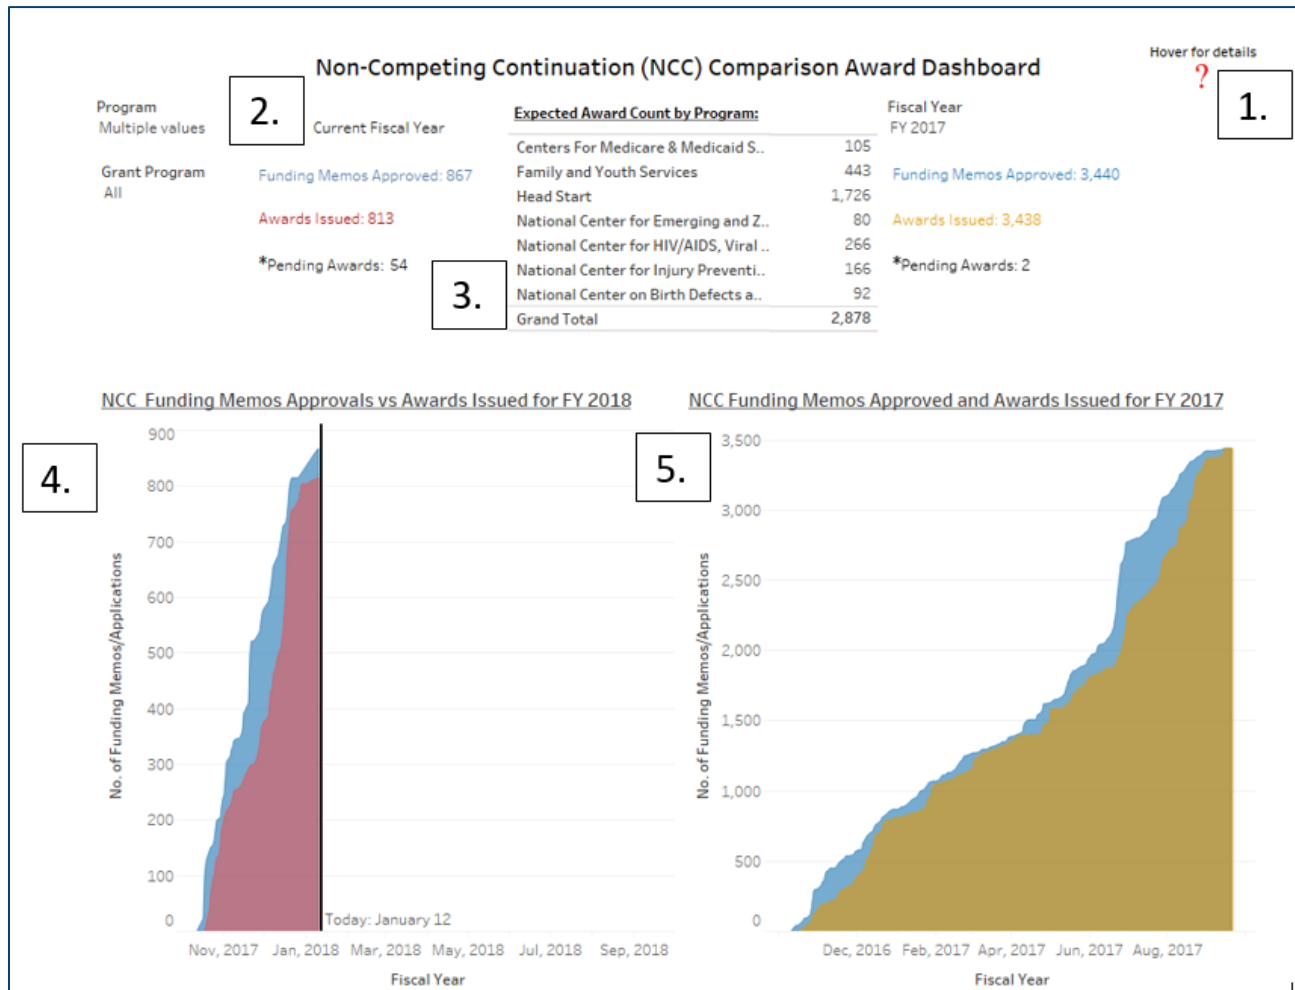 Hover for details
?
1.
Non-Competing Continuation (NCC) Comparison Award Dashboard
Program
Multiple values
2.
Current Fiscal Year
Expected Award Count by Program:
Fiscal Year
FY 2017
Grant Program
All
Funding Memos Approved: 867
Awards Issued: 813
*Pending Awards: 54
3.
Centers For Medicare & Medicaid S.. 105
Family and Youth Services 443
Head Start 1,726
National Center for Emerging and Z.. 80
National Center for HIV/AIDS, Viral .. 266
National Center for Injury Preventi.. 166
National Center on Birth Defects a.. 92
Grand Total 2,878
Funding Memos Approved: 3,440
Awards Issued: 3,438
*Pending Awards: 2
NCC Funding Memos Approvals vs Awards Issued for FY 2018
4.
No. of Funding Memos/Applications
900
800
700
600
500
400
300
200
100
0
Today: January 12
Nov, 2017 Jan, 2018 Mar, 2018 May, 2018 Jul, 2018 Sep, 2018
Fiscal Year
NCC Funding Memos Approved and Awards Issued for FY 2017
5.
No. of Funding Memos/Applications
3,500
3,000
2,500
2,000
1,500
1,000
500
0
Dec, 2016 Feb, 2017 Apr, 2017 Jun, 2017 Aug, 2017
Fiscal Year